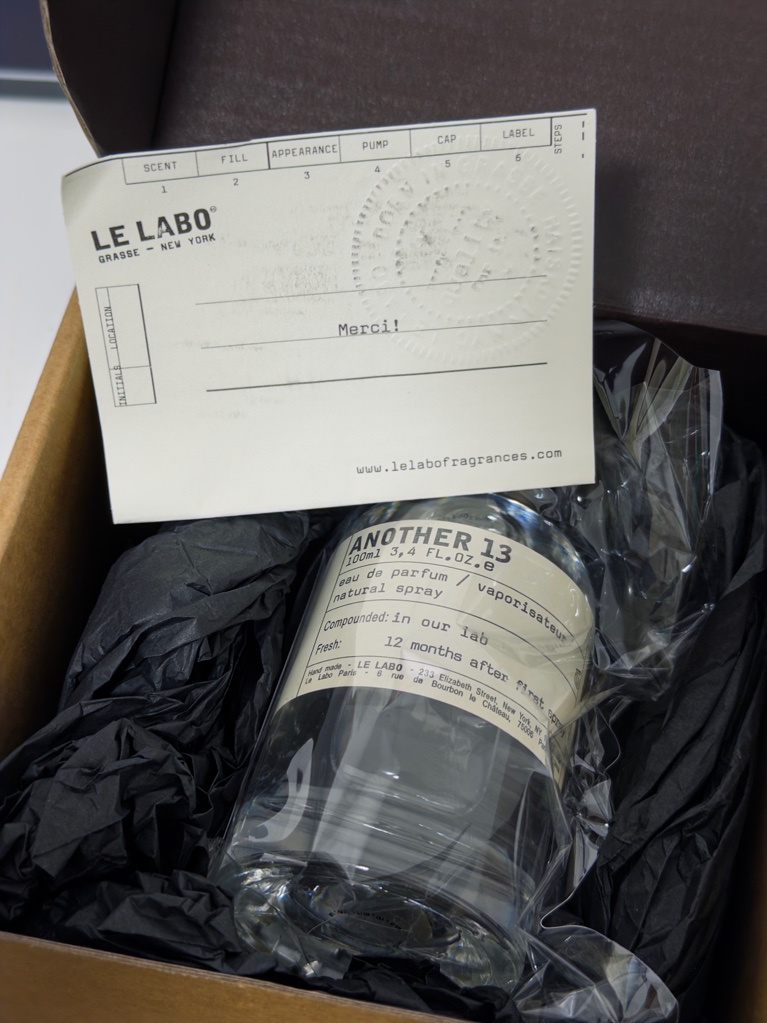 SCENT FILL APPEARANCE PUMP CAP LABEL STEPS
1 2 3 4 5 6
LE LABO®
GRASSE — NEW YORK
INITIALS LOCATION
Merci!
www.lelabofragrances.com
ANOTHER 13
100ml 3,4 FL.OZ.e
eau de parfum / vaporisateur
natural spray
Compounded: in our lab
Fresh: 12 months after first spray
Hand made - LE LABO - 233 Elizabeth Street, New York, NY
Le Labo Paris - 6 rue de Bourbon le Château, 75006